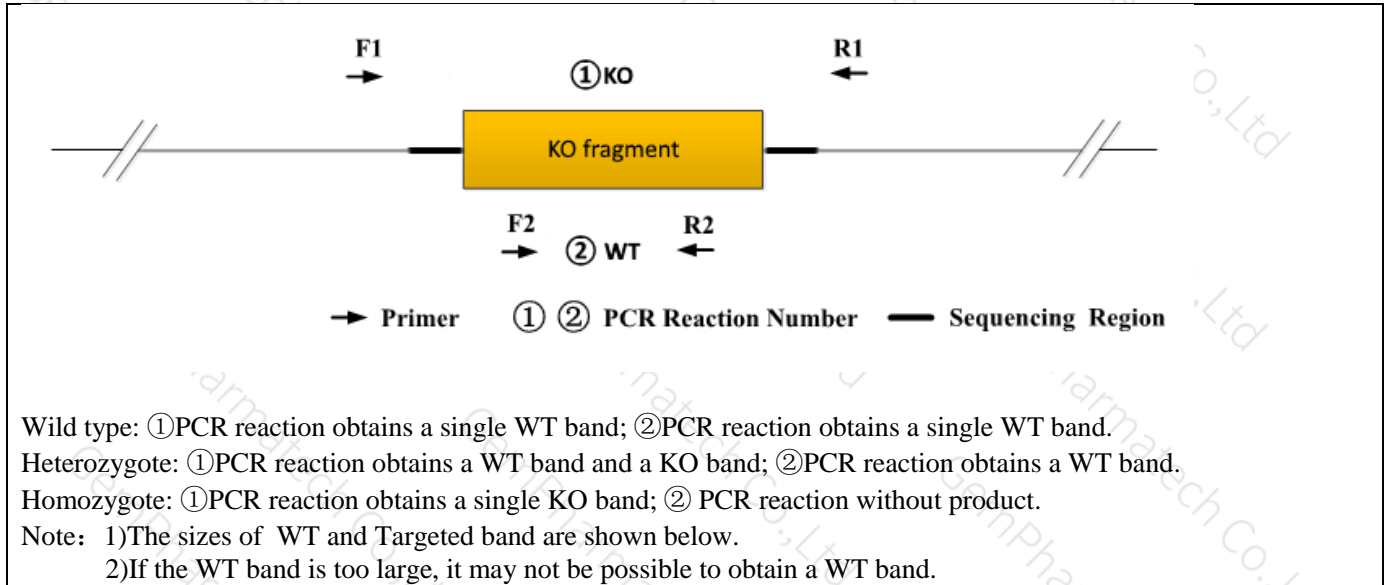 F1
R1
①KO
KO fragment
F2
R2
② WT
Primer ① ② PCR Reaction Number Sequencing Region
Wild type: ①PCR reaction obtains a single WT band; ②PCR reaction obtains a single WT band.
Heterozygote: ①PCR reaction obtains a WT band and a KO band; ②PCR reaction obtains a WT band.
Homozygote: ①PCR reaction obtains a single KO band; ② PCR reaction without product.
Note：1)The sizes of WT and Targeted band are shown below.
2)If the WT band is too large, it may not be possible to obtain a WT band.